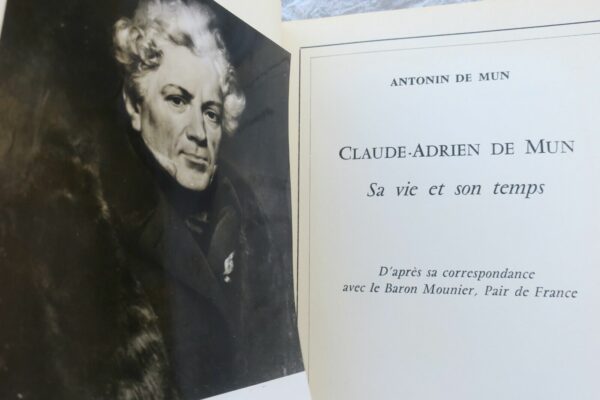 ANTONIN DE MUN
CLAUDE-ADRIEN DE MUN
Sa vie et son temps
D'après sa correspondance
avec le Baron Mounier, Pair de France